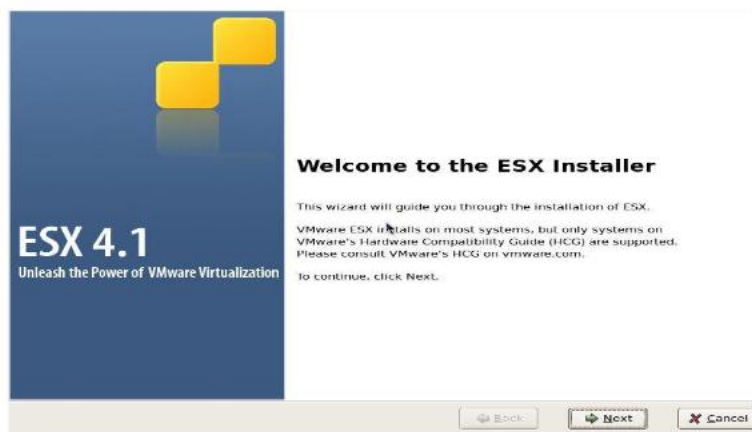 ESX 4.1
Unleash the Power of VMware Virtualization
Welcome to the ESX Installer
This wizard will guide you through the installation of ESX.
VMware ESX installs on most systems, but only systems on
VMware's Hardware Compatibility Guide (HCG) are supported.
Please consult VMware's HCG on vmware.com.
To continue, click Next.
Back
Next
Cancel